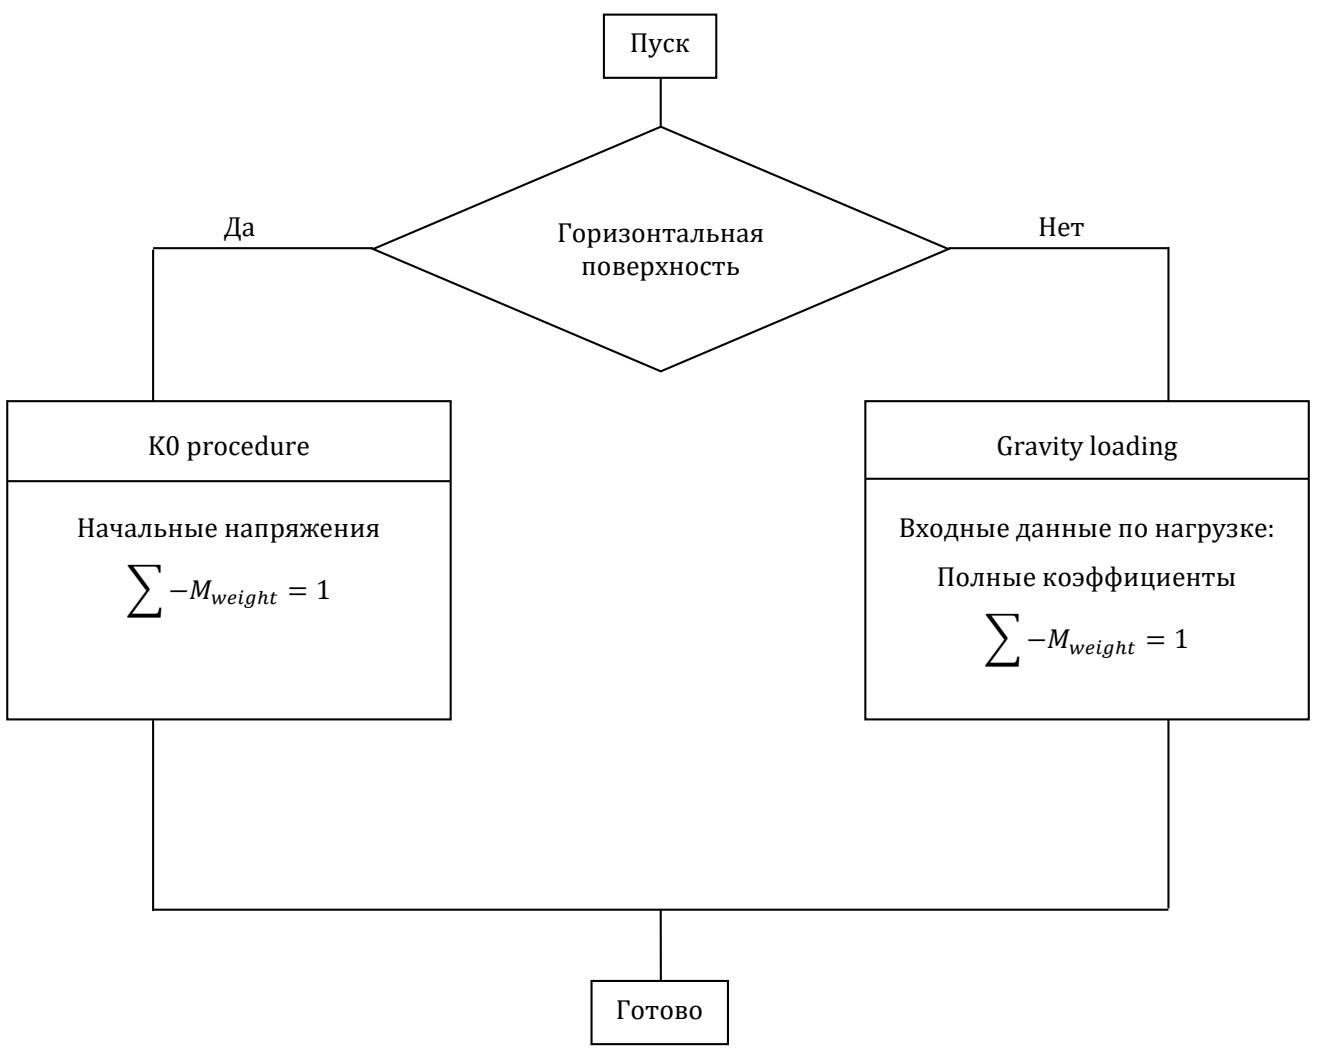 Пуск
Да
Нет
Горизонтальная
поверхность
K0 procedure
Начальные напряжения
∑ −M_weight = 1
Gravity loading
Входные данные по нагрузке:
Полные коэффициенты
∑ −M_weight = 1
Готово